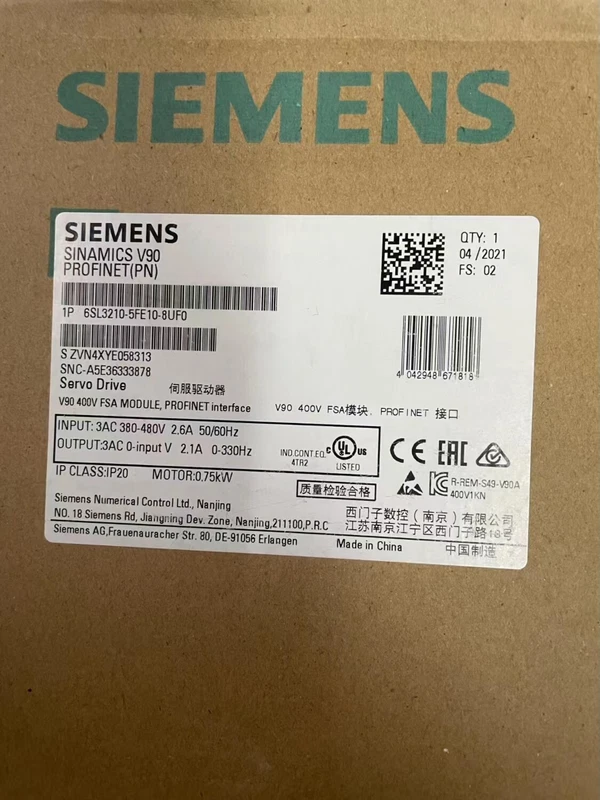 SIEMENS
SIEMENS
SINAMICS V90
PROFINET(PN)
QTY: 1
04 /2021
FS: 02
1P 6SL3210-5FE10-8UF0
S ZVN4XYE058313
SNC-A5E36333878
4 042948 671818
Servo Drive 伺服驱动器
V90 400V FSA MODULE, PROFINET interface V90 400V FSA模块, PROFINET 接口
INPUT: 3AC 380-480V 2.6A 50/60Hz
OUTPUT:3AC 0-input V 2.1A 0-330Hz
IND.CONT.EQ.
4TR2
c UL us
LISTED
CE EAC
IP CLASS:IP20 MOTOR:0.75kW
质量检验合格
R-REM-S49-V90A
400V1KN
Siemens Numerical Control Ltd., Nanjing
NO. 18 Siemens Rd, Jiangning Dev. Zone, Nanjing,211100,P.R.C
西门子数控（南京）有限公司
江苏南京江宁区西门子路18号
Siemens AG,Frauenauracher Str. 80, DE-91056 Erlangen
Made in China 中国制造